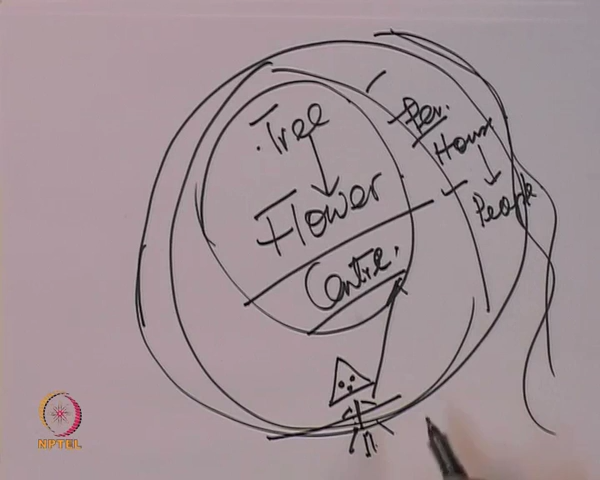 Tree
Flower
Centre.
Per.
House
People
NPTEL